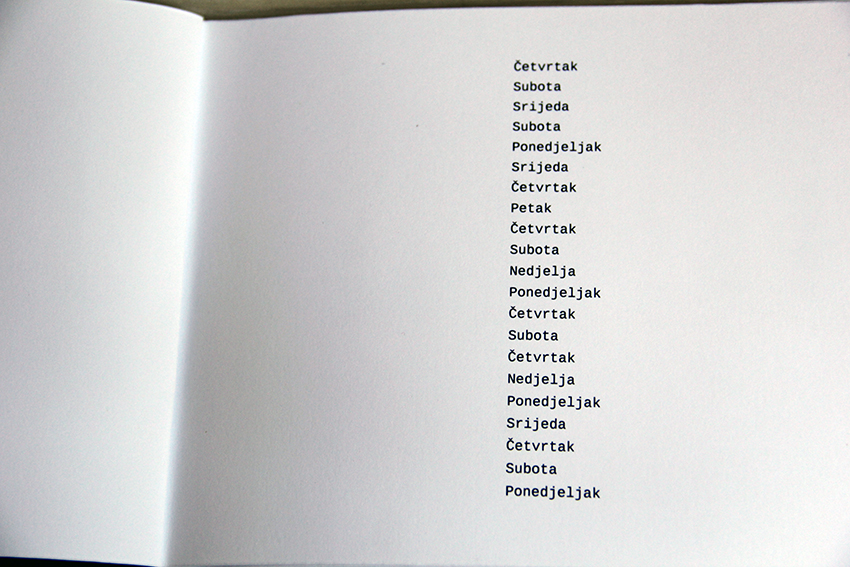 Četvrtak
Subota
Srijeda
Subota
Ponedjeljak
Srijeda
Četvrtak
Petak
Četvrtak
Subota
Nedjelja
Ponedjeljak
Četvrtak
Subota
Četvrtak
Nedjelja
Ponedjeljak
Srijeda
Četvrtak
Subota
Ponedjeljak